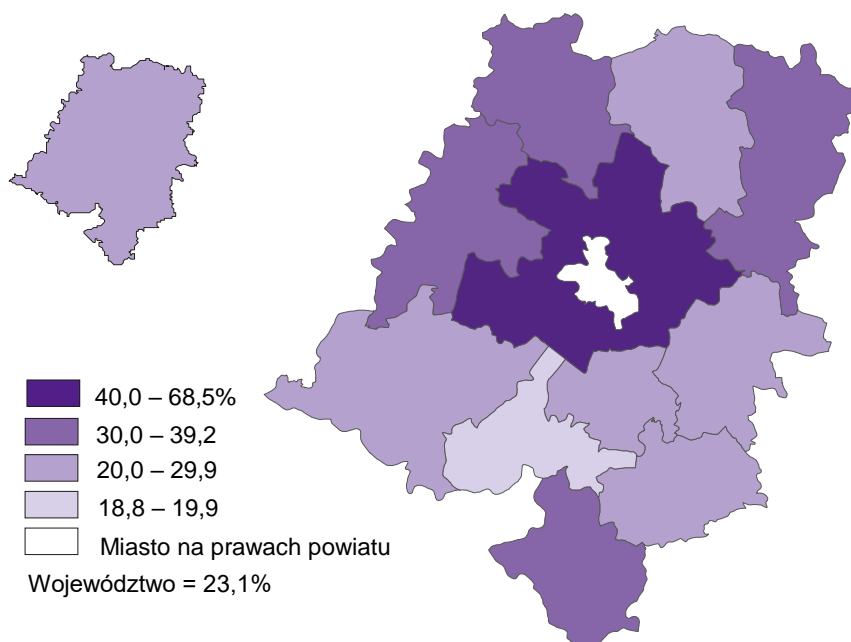 40,0 – 68,5%
30,0 – 39,2
20,0 – 29,9
18,8 – 19,9
Miasto na prawach powiatu
Województwo = 23,1%